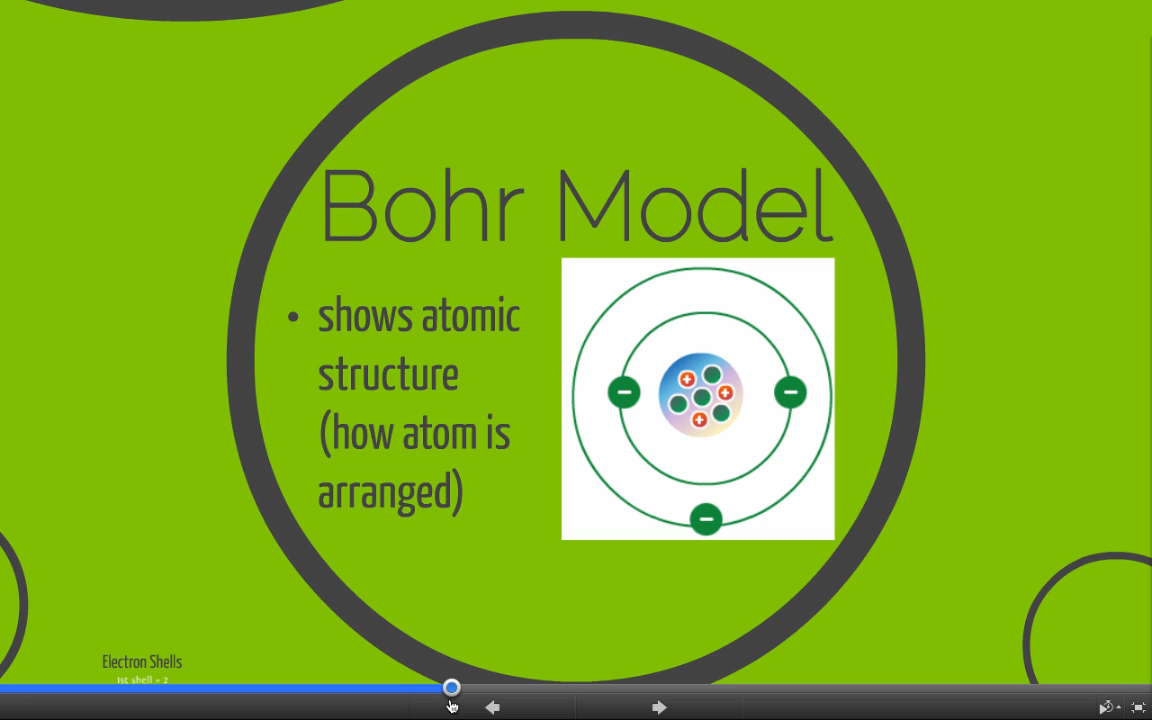 Bohr Model
• shows atomic
structure
(how atom is
arranged)
+
+
+
−
−
−
Electron Shells
1st shell = 2